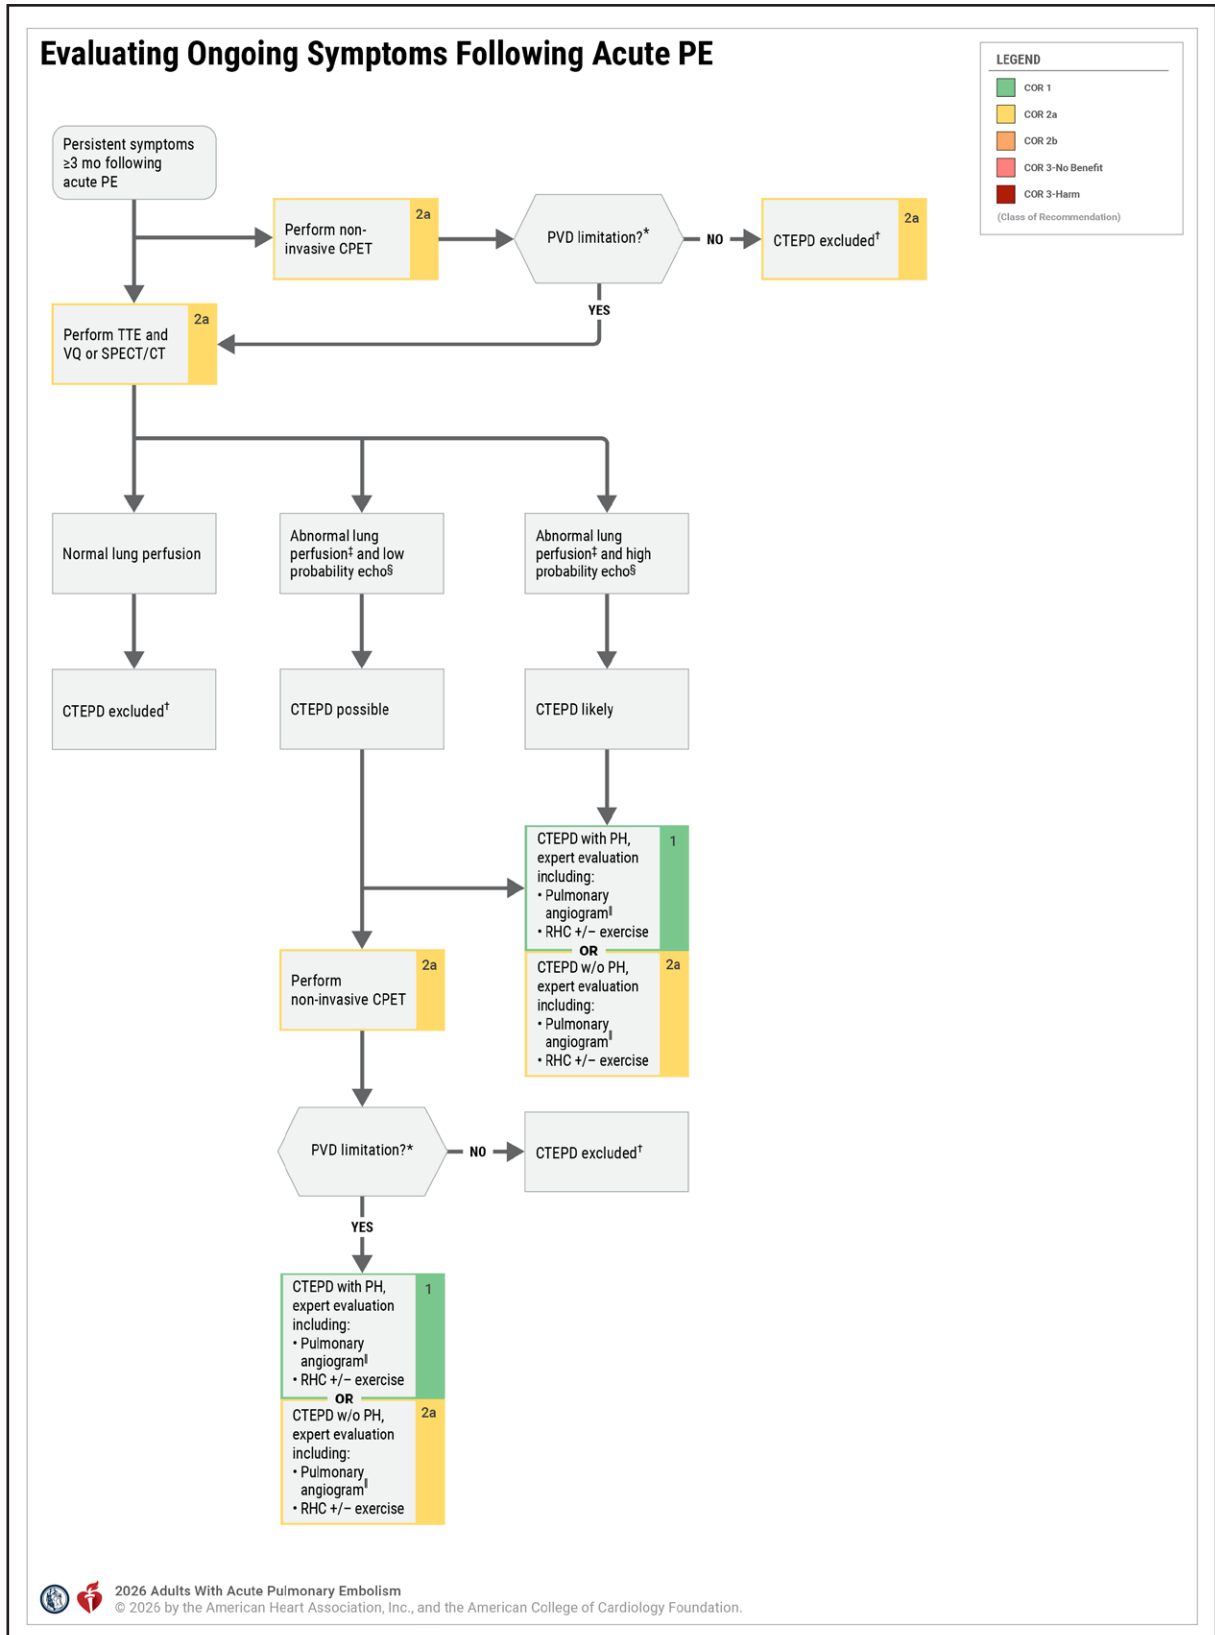 Evaluating Ongoing Symptoms Following Acute PE
LEGEND
COR 1
COR 2a
COR 2b
COR 3-No Benefit
COR 3-Harm
(Class of Recommendation)
Persistent symptoms
≥3 mo following
acute PE
Perform non-
invasive CPET
2a
PVD limitation?*
NO
CTEPD excluded†
2a
YES
Perform TTE and
VQ or SPECT/CT
2a
Normal lung perfusion
Abnormal lung
perfusion‡ and low
probability echo§
Abnormal lung
perfusion‡ and high
probability echo§
CTEPD excluded†
CTEPD possible
CTEPD likely
CTEPD with PH,
expert evaluation
including:
• Pulmonary
angiogram‖
• RHC +/− exercise
1
OR
CTEPD w/o PH,
expert evaluation
including:
• Pulmonary
angiogram‖
• RHC +/− exercise
2a
Perform
non-invasive CPET
2a
PVD limitation?*
NO
CTEPD excluded†
YES
CTEPD with PH,
expert evaluation
including:
• Pulmonary
angiogram‖
• RHC +/− exercise
1
OR
CTEPD w/o PH,
expert evaluation
including:
• Pulmonary
angiogram‖
• RHC +/− exercise
2a
2026 Adults With Acute Pulmonary Embolism
© 2026 by the American Heart Association, Inc., and the American College of Cardiology Foundation.